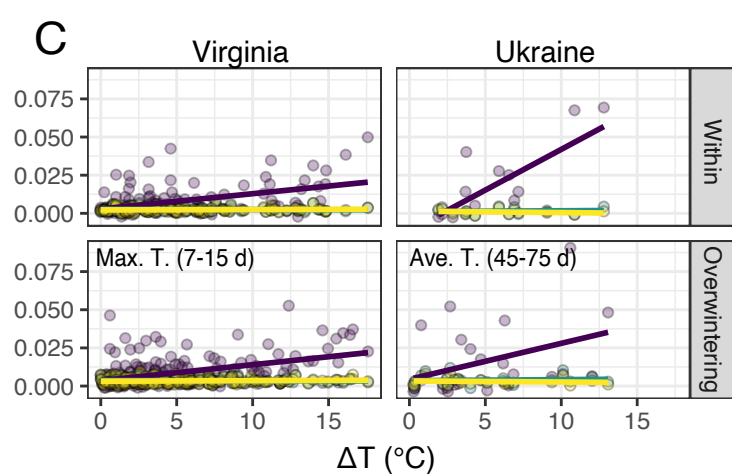 C
Virginia
Ukraine
0.075
0.050
0.025
0.000
Within
Max. T. (7-15 d)
Ave. T. (45-75 d)
0.075
0.050
0.025
0.000
Overwintering
0
5
10
15
0
5
10
15
ΔT (°C)